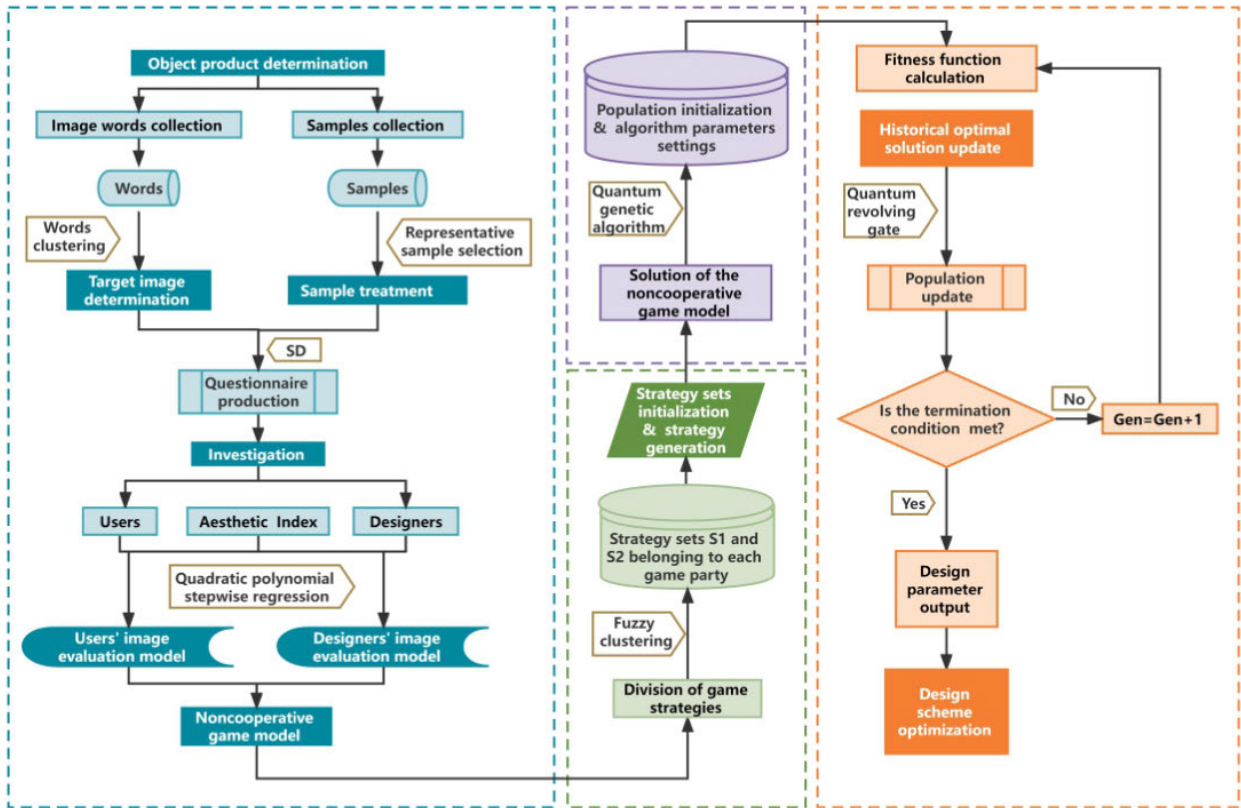 Object product determination
Image words collection
Samples collection
Words
Samples
Words
clustering
Representative
sample selection
Target image
determination
Sample treatment
SD
Questionnaire
production
Investigation
Users
Aesthetic Index
Designers
Quadratic polynomial
stepwise regression
Users' image
evaluation model
Designers' image
evaluation model
Noncooperative
game model
Population initialization
& algorithm parameters
settings
Quantum
genetic
algorithm
Solution of the
noncooperative
game model
Strategy sets
initialization
& strategy
generation
Strategy sets S1 and
S2 belonging to each
game party
Fuzzy
clustering
Division of game
strategies
Fitness function
calculation
Historical optimal
solution update
Quantum
revolving
gate
Population
update
Is the termination
condition met?
No
Gen=Gen+1
Yes
Design
parameter
output
Design
scheme
optimization